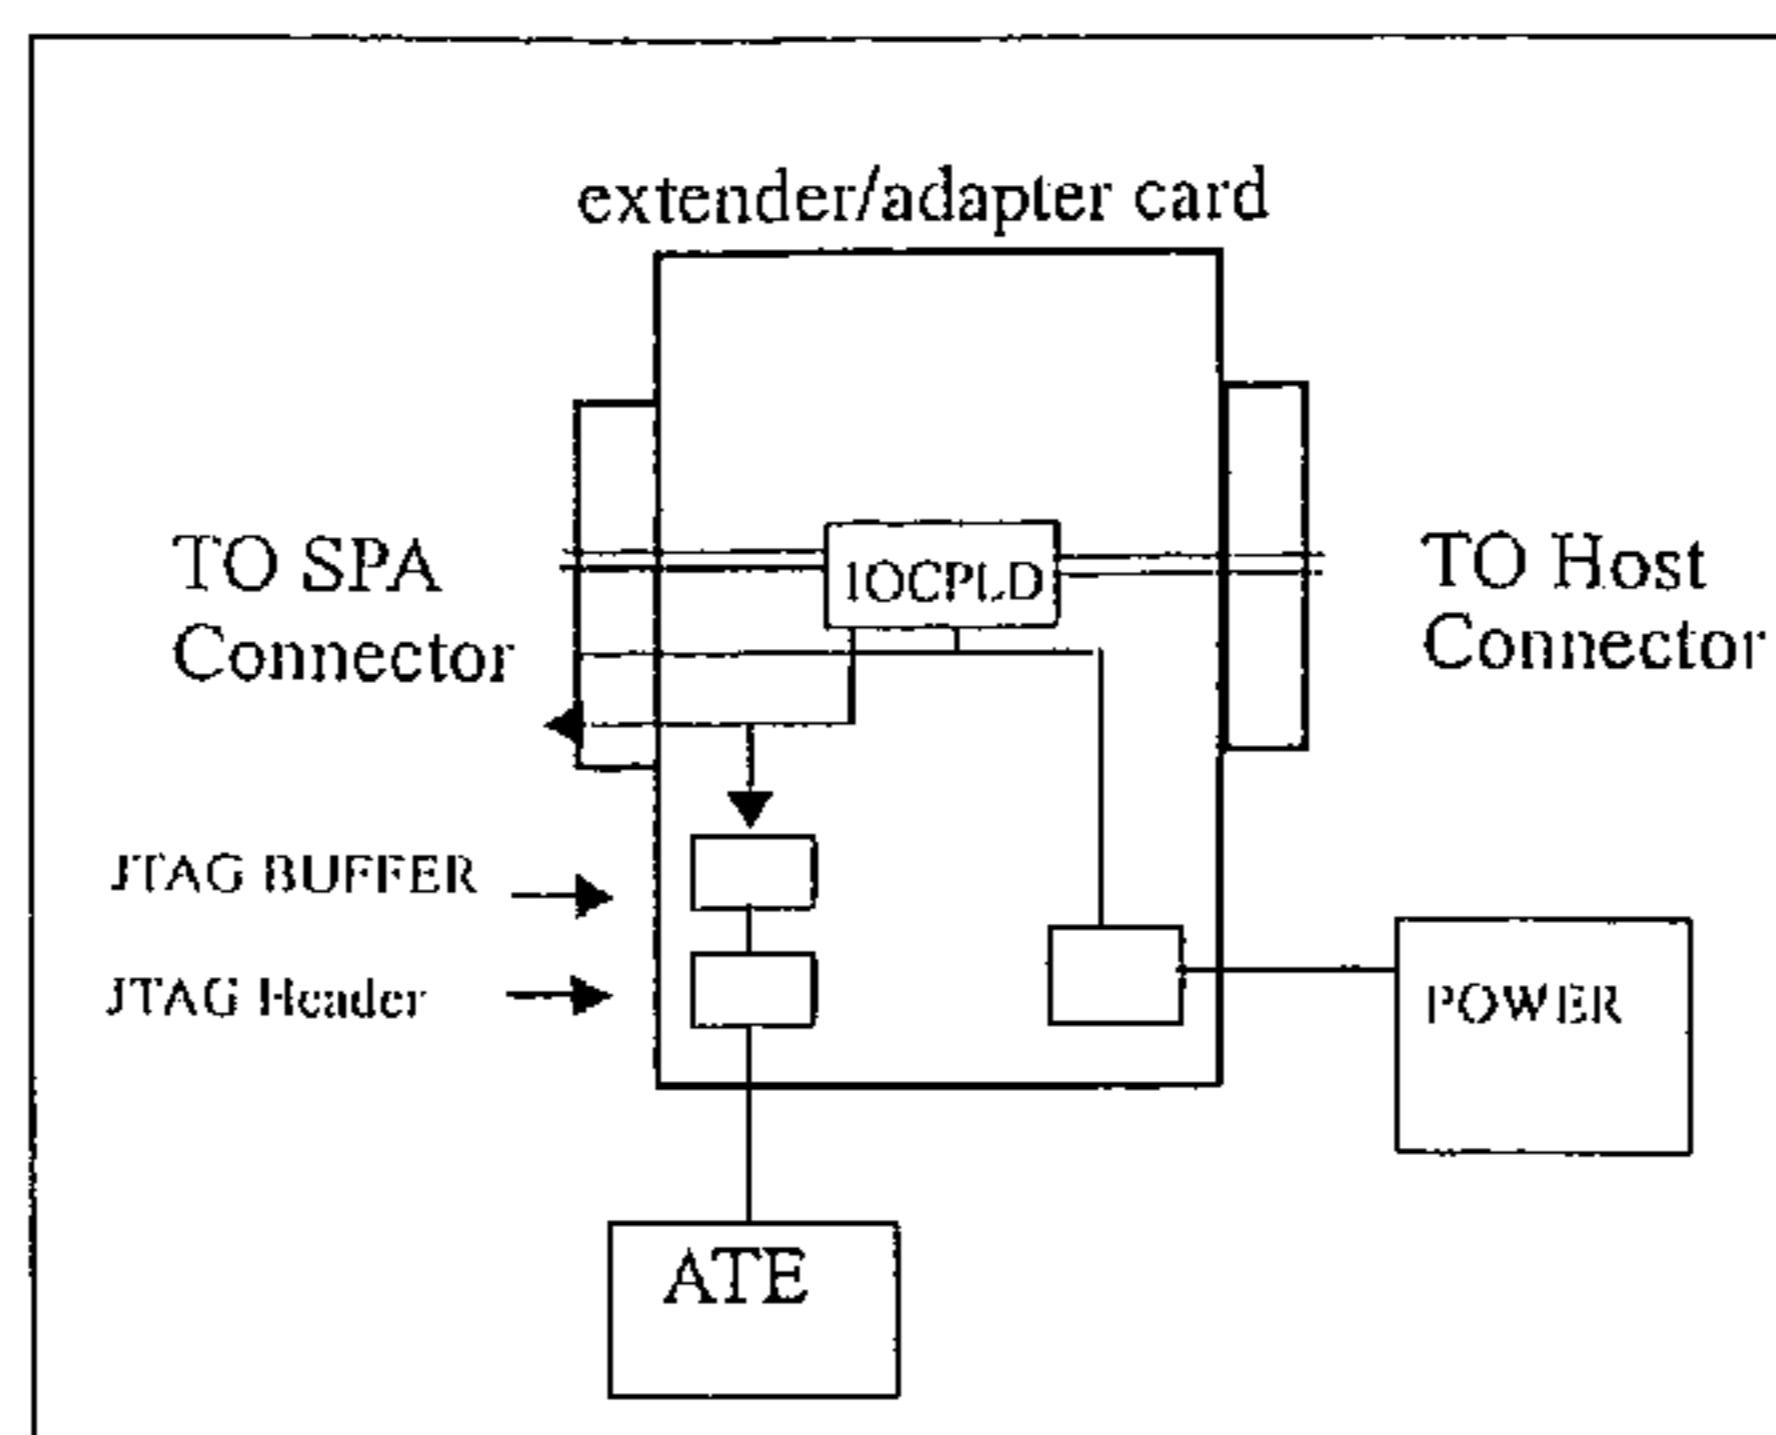 extender/adapter card
TO SPA
Connector
IOCPLD
TO Host
Connector
JTAG BUFFER
JTAG Header
POWER
ATE